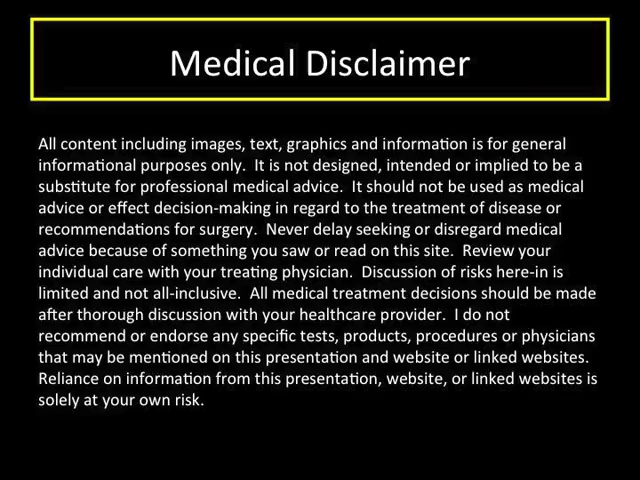 Medical Disclaimer
All content including images, text, graphics and information is for general
informational purposes only.  It is not designed, intended or implied to be a
substitute for professional medical advice.  It should not be used as medical
advice or effect decision-making in regard to the treatment of disease or
recommendations for surgery.  Never delay seeking or disregard medical
advice because of something you saw or read on this site.  Review your
individual care with your treating physician.  Discussion of risks here-in is
limited and not all-inclusive.  All medical treatment decisions should be made
after thorough discussion with your healthcare provider.  I do not
recommend or endorse any specific tests, products, procedures or physicians
that may be mentioned on this presentation and website or linked websites.
Reliance on information from this presentation, website, or linked websites is
solely at your own risk.